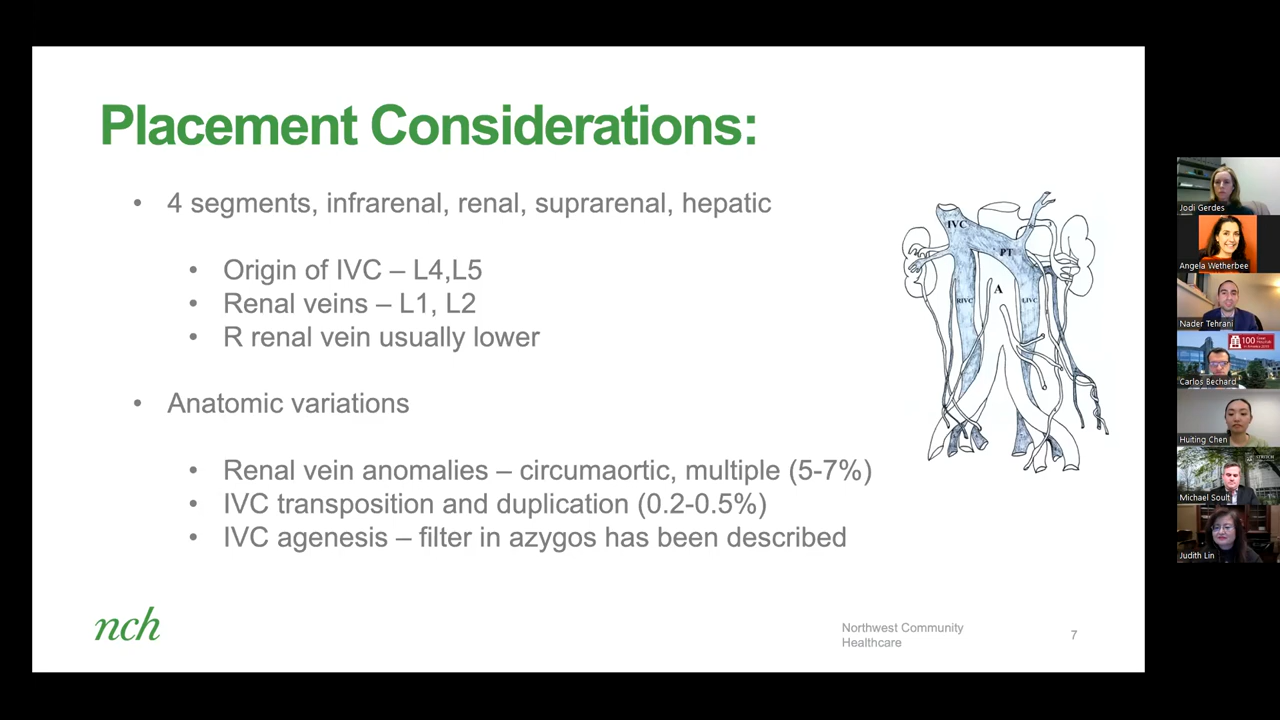 Placement Considerations:
• 4 segments, infrarenal, renal, suprarenal, hepatic
• Origin of IVC – L4,L5
• Renal veins – L1, L2
• R renal vein usually lower
• Anatomic variations
• Renal vein anomalies – circumaortic, multiple (5-7%)
• IVC transposition and duplication (0.2-0.5%)
• IVC agenesis – filter in azygos has been described
IVC
PT
A
RIVC
LIVC
nch
Northwest Community
Healthcare
7
Jodi Gerdes
Angela Wetherbee
Nader Tehrani
100
Carlos Bechard
Huiting Chen
Michael Soult
Judith Lin